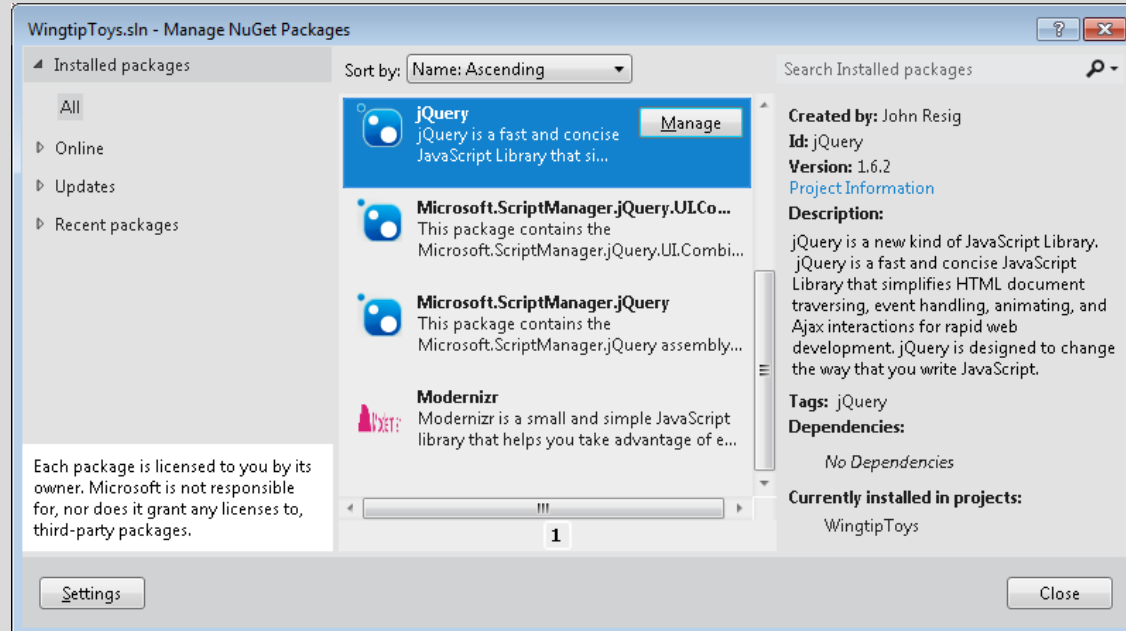 WingtipToys.sln - Manage NuGet Packages
Installed packages
All
Online
Updates
Recent packages
Each package is licensed to you by its
owner. Microsoft is not responsible
for, nor does it grant any licenses to,
third-party packages.
Settings
Sort by: Name: Ascending
jQuery
jQuery is a fast and concise
JavaScript Library that si...
Manage
Microsoft.ScriptManager.jQuery.UI.Co...
This package contains the
Microsoft.ScriptManager.jQuery.UI.Combi...
Microsoft.ScriptManager.jQuery
This package contains the
Microsoft.ScriptManager.jQuery assembly...
Modernizr
Modernizr is a small and simple JavaScript
library that helps you take advantage of e...
1
Search Installed packages
Created by: John Resig
Id: jQuery
Version: 1.6.2
Project Information
Description:
jQuery is a new kind of JavaScript Library.
jQuery is a fast and concise JavaScript
Library that simplifies HTML document
traversing, event handling, animating, and
Ajax interactions for rapid web
development. jQuery is designed to change
the way that you write JavaScript.
Tags: jQuery
Dependencies:
No Dependencies
Currently installed in projects:
WingtipToys
Close